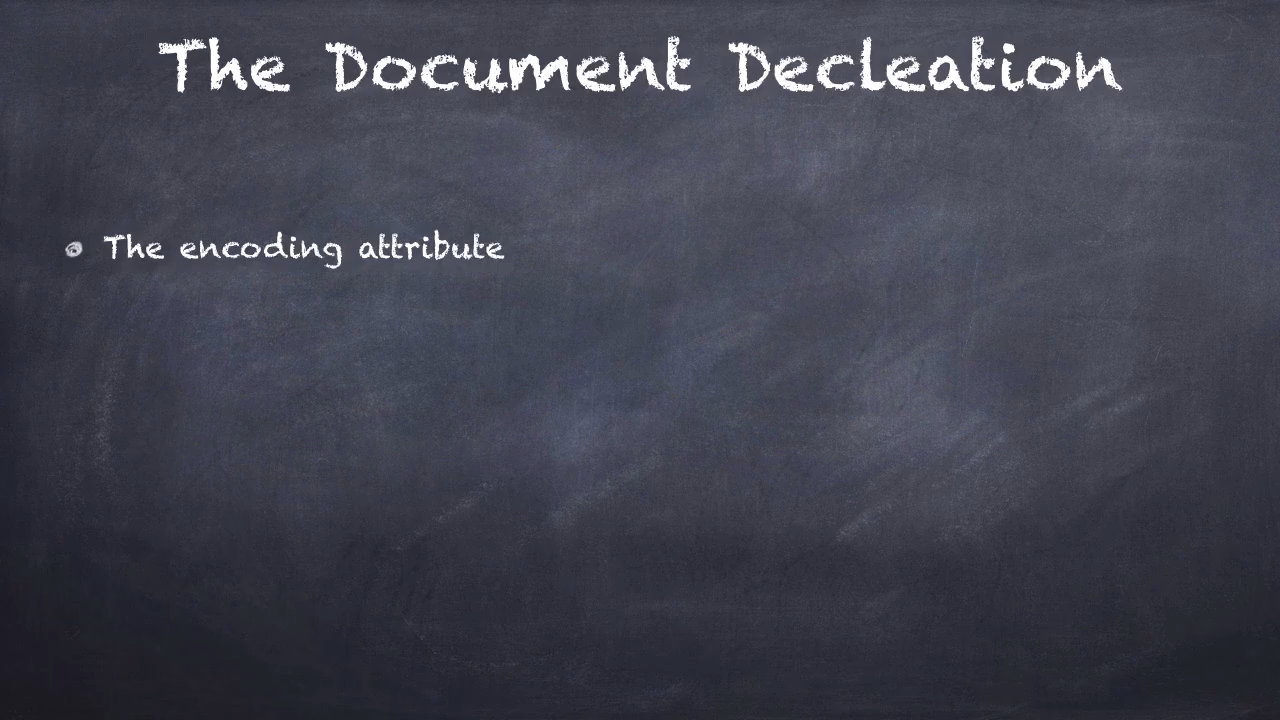 The Document Decleation
The encoding attribute